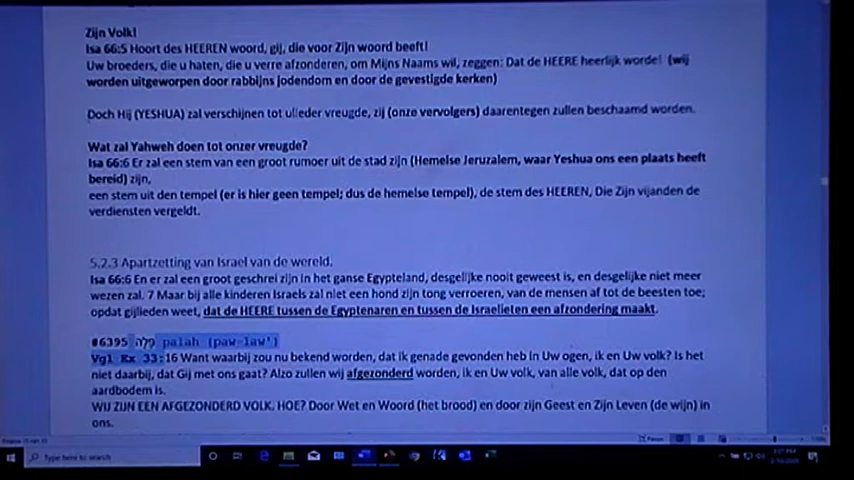 Zijn Volk!
Isa 66:5 Hoort des HEEREN woord, gij, die voor Zijn woord beeft!
Uw broeders, die u haten, die u verre afzonderen, om Mijns Naams wil, zeggen: Dat de HEERE heerlijk worde! (wij
worden uitgeworpen door rabbijns jodendom en door de gevestigde kerken)
Doch Hij (YESHUA) zal verschijnen tot ulieder vreugde, zij (onze vervolgers) daarentegen zullen beschaamd worden.
Wat zal Yahweh doen tot onzer vreugde?
Isa 66:6 Er zal een stem van een groot rumoer uit de stad zijn (Hemelse Jeruzalem, waar Yeshua ons een plaats heeft
bereid) zijn,
een stem uit den tempel (er is hier geen tempel; dus de hemelse tempel), de stem des HEEREN, Die Zijn vijanden de
verdiensten vergeldt.
5.2.3 Apartzetting van Israel van de wereld.
Isa 66:6 En er zal een groot geschrei zijn in het ganse Egypteland, desgelijke nooit geweest is, en desgelijke niet meer
wezen zal. 7 Maar bij alle kinderen Israels zal niet een hond zijn tong verroeren, van de mensen af tot de beesten toe;
opdat gijlieden weet, dat de HEERE tussen de Egyptenaren en tussen de Israelieten een afrondering maakt.
#6395 פלה palah (paw-law')
Vgl Ex 33:16 Want waarbij zou nu bekend worden, dat ik genade gevonden heb in Uw ogen, ik en Uw volk? Is het
niet daarbij, dat Gij met ons gaat? Alzo zullen wij afgezonderd worden, ik en Uw volk, van alle volk, dat op den
aardbodem is.
WIJ ZIJN EEN AFGEZONDERD VOLK. HOE? Door Wet en Woord (het brood) en door zijn Geest en Zijn Leven (de wijn) in
ons.
Focus
Type here to search